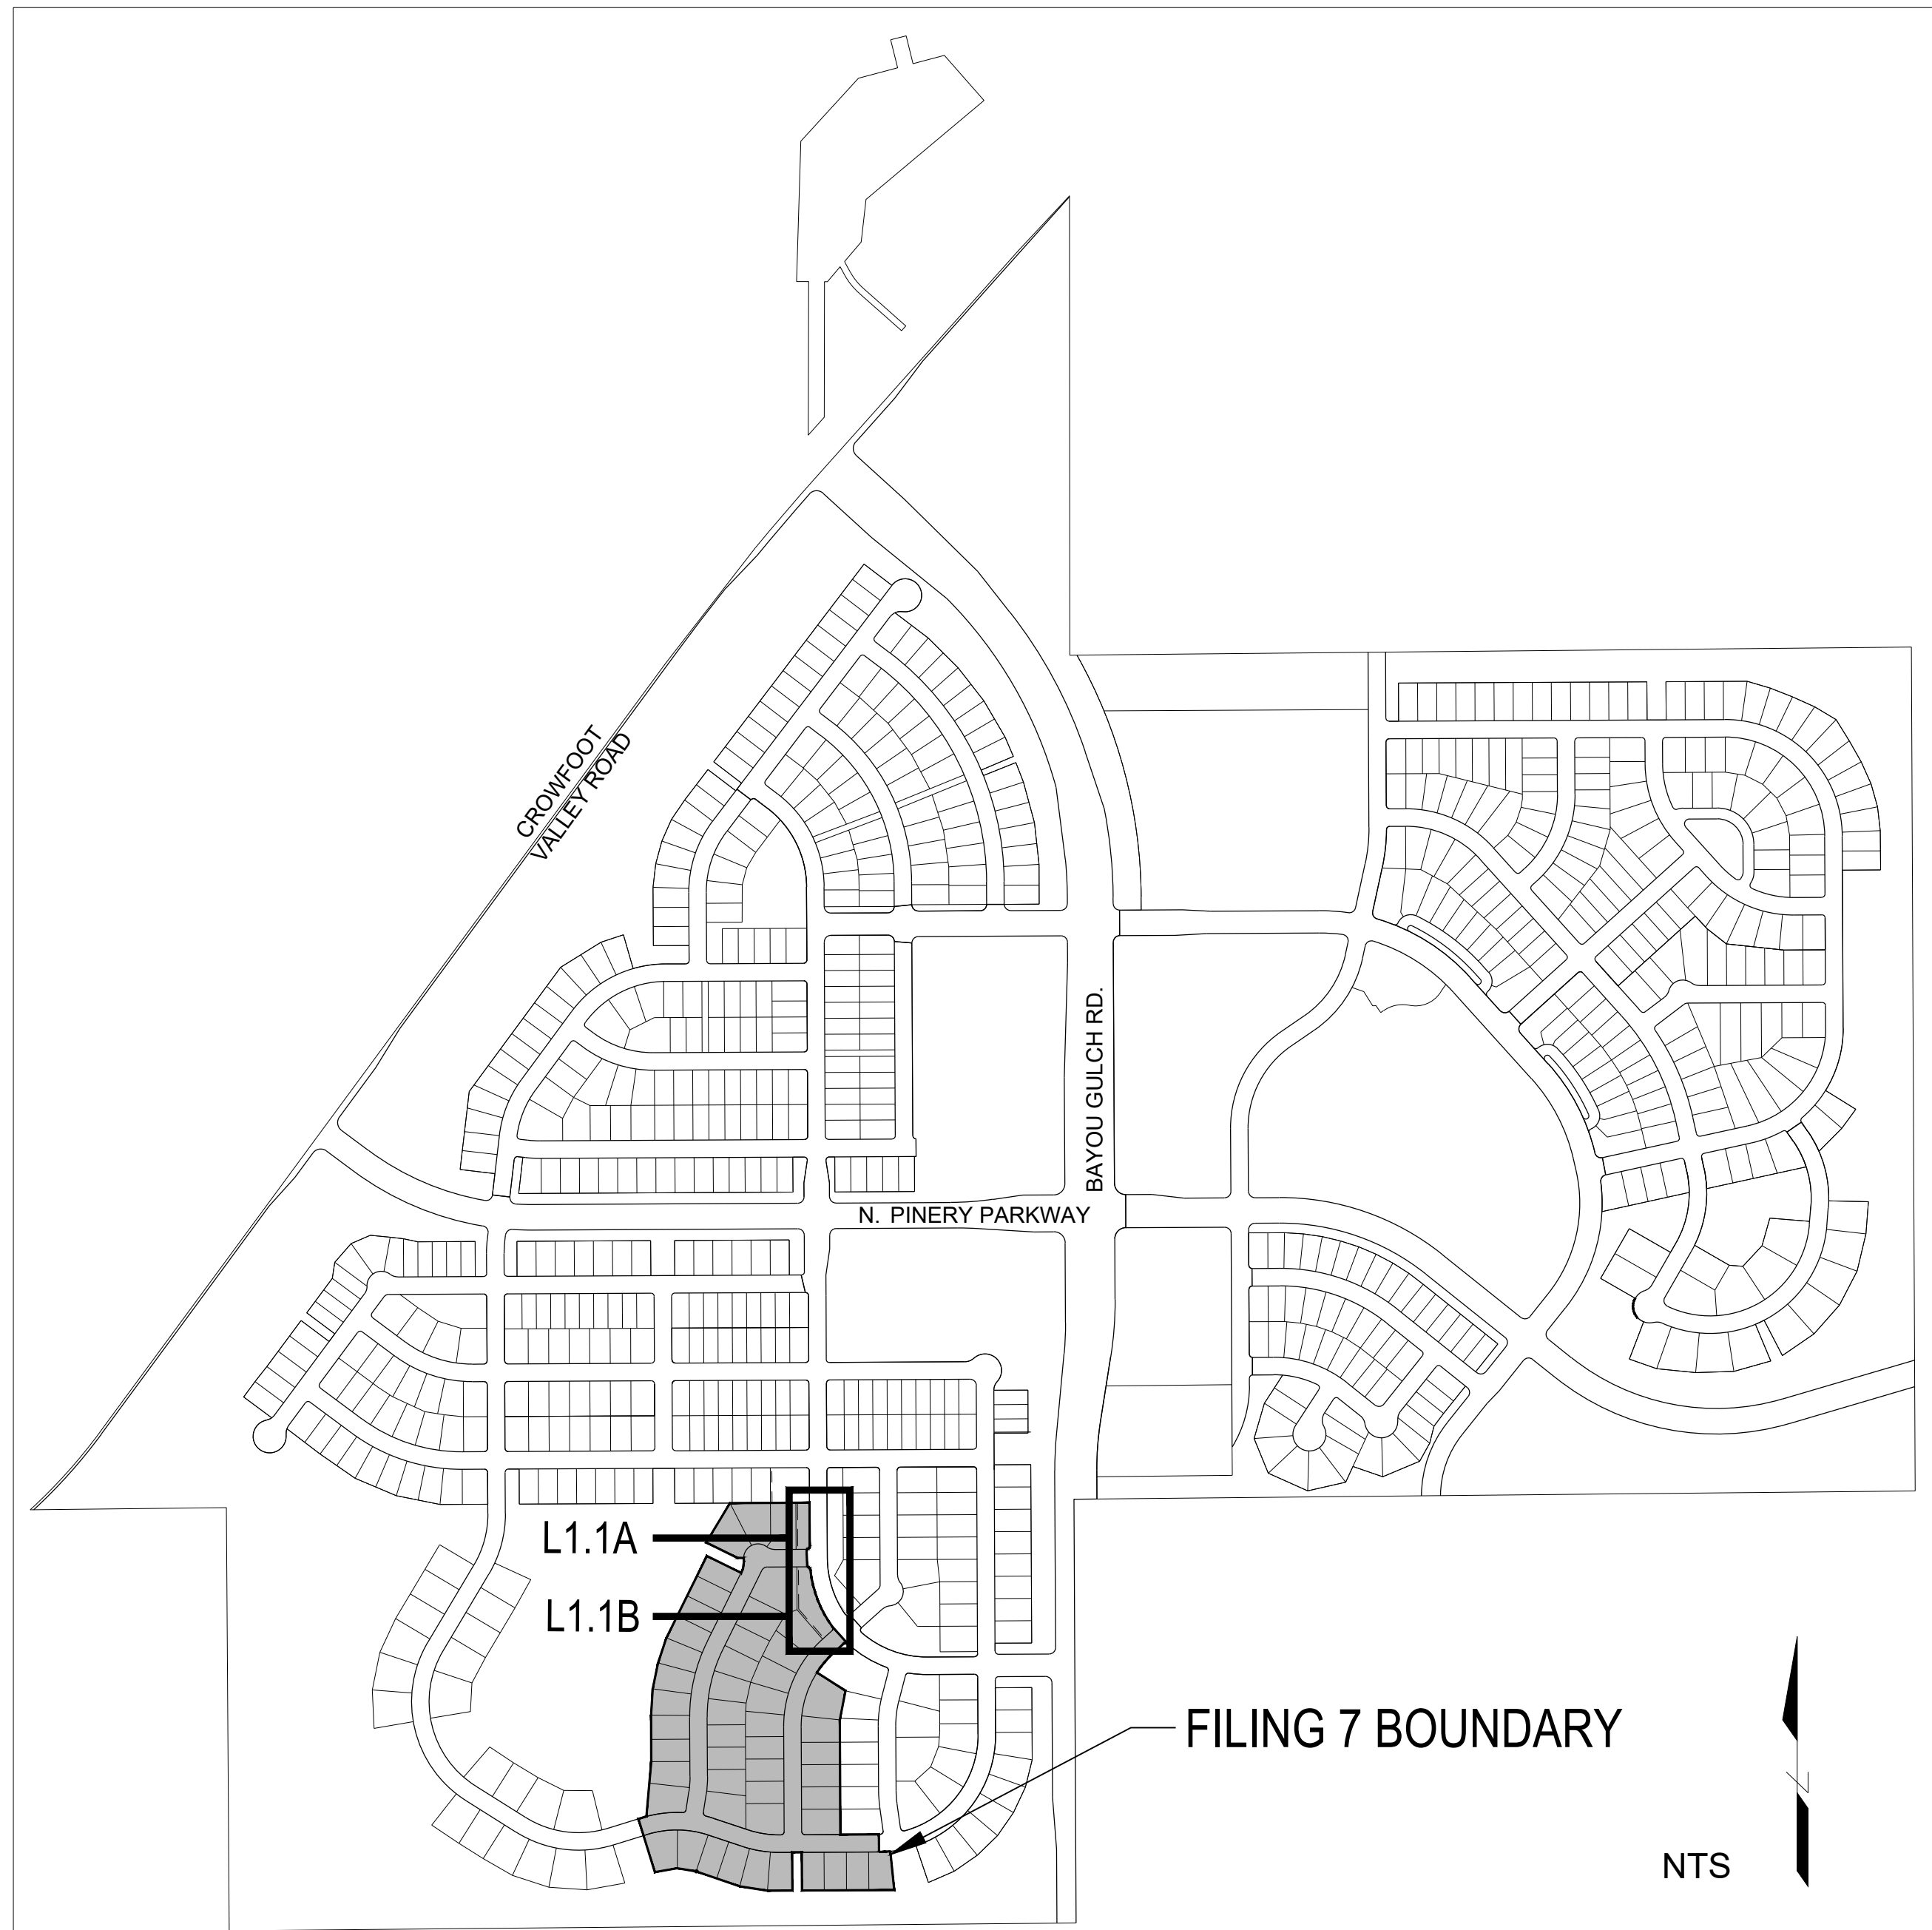 CROWFOOT
VALLEY ROAD
BAYOU GULCH RD.
N. PINERY PARKWAY
L1.1A
L1.1B
FILING 7 BOUNDARY
NTS